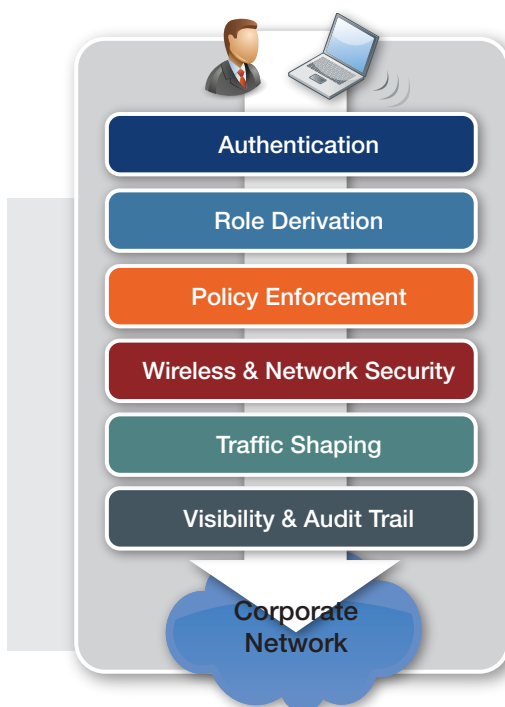 Authentication
Role Derivation
Policy Enforcement
Wireless & Network Security
Traffic Shaping
Visibility & Audit Trail
Corporate
Network